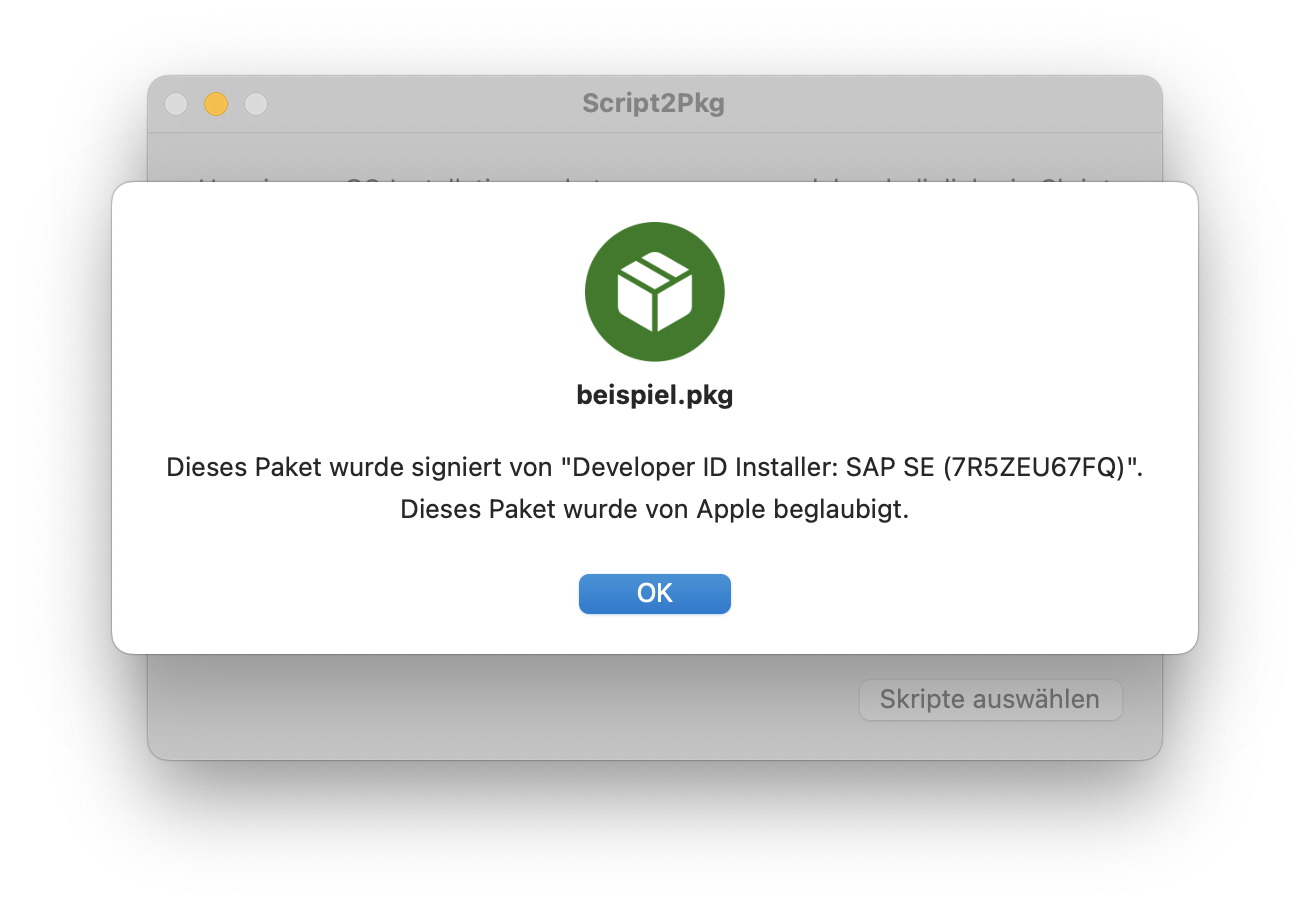 Script2Pkg
beispiel.pkg
Dieses Paket wurde signiert von "Developer ID Installer: SAP SE (7R5ZEU67FQ)".
Dieses Paket wurde von Apple beglaubigt.
OK
Skripte auswählen